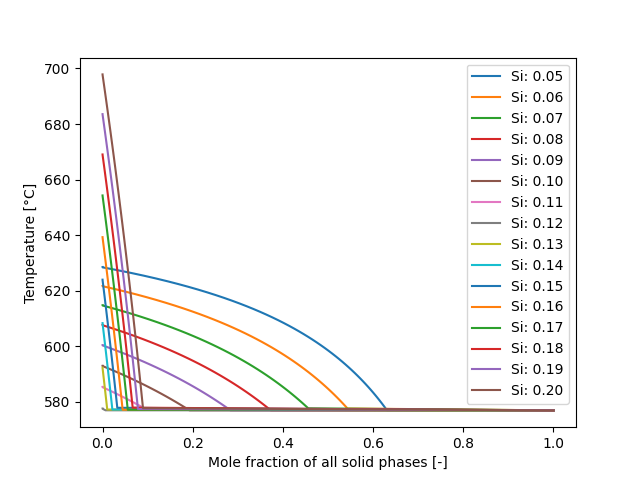 700
680
660
640
620
600
580
Temperature [°C]
0.0 0.2 0.4 0.6 0.8 1.0
Mole fraction of all solid phases [-]
Si: 0.05
Si: 0.06
Si: 0.07
Si: 0.08
Si: 0.09
Si: 0.10
Si: 0.11
Si: 0.12
Si: 0.13
Si: 0.14
Si: 0.15
Si: 0.16
Si: 0.17
Si: 0.18
Si: 0.19
Si: 0.20